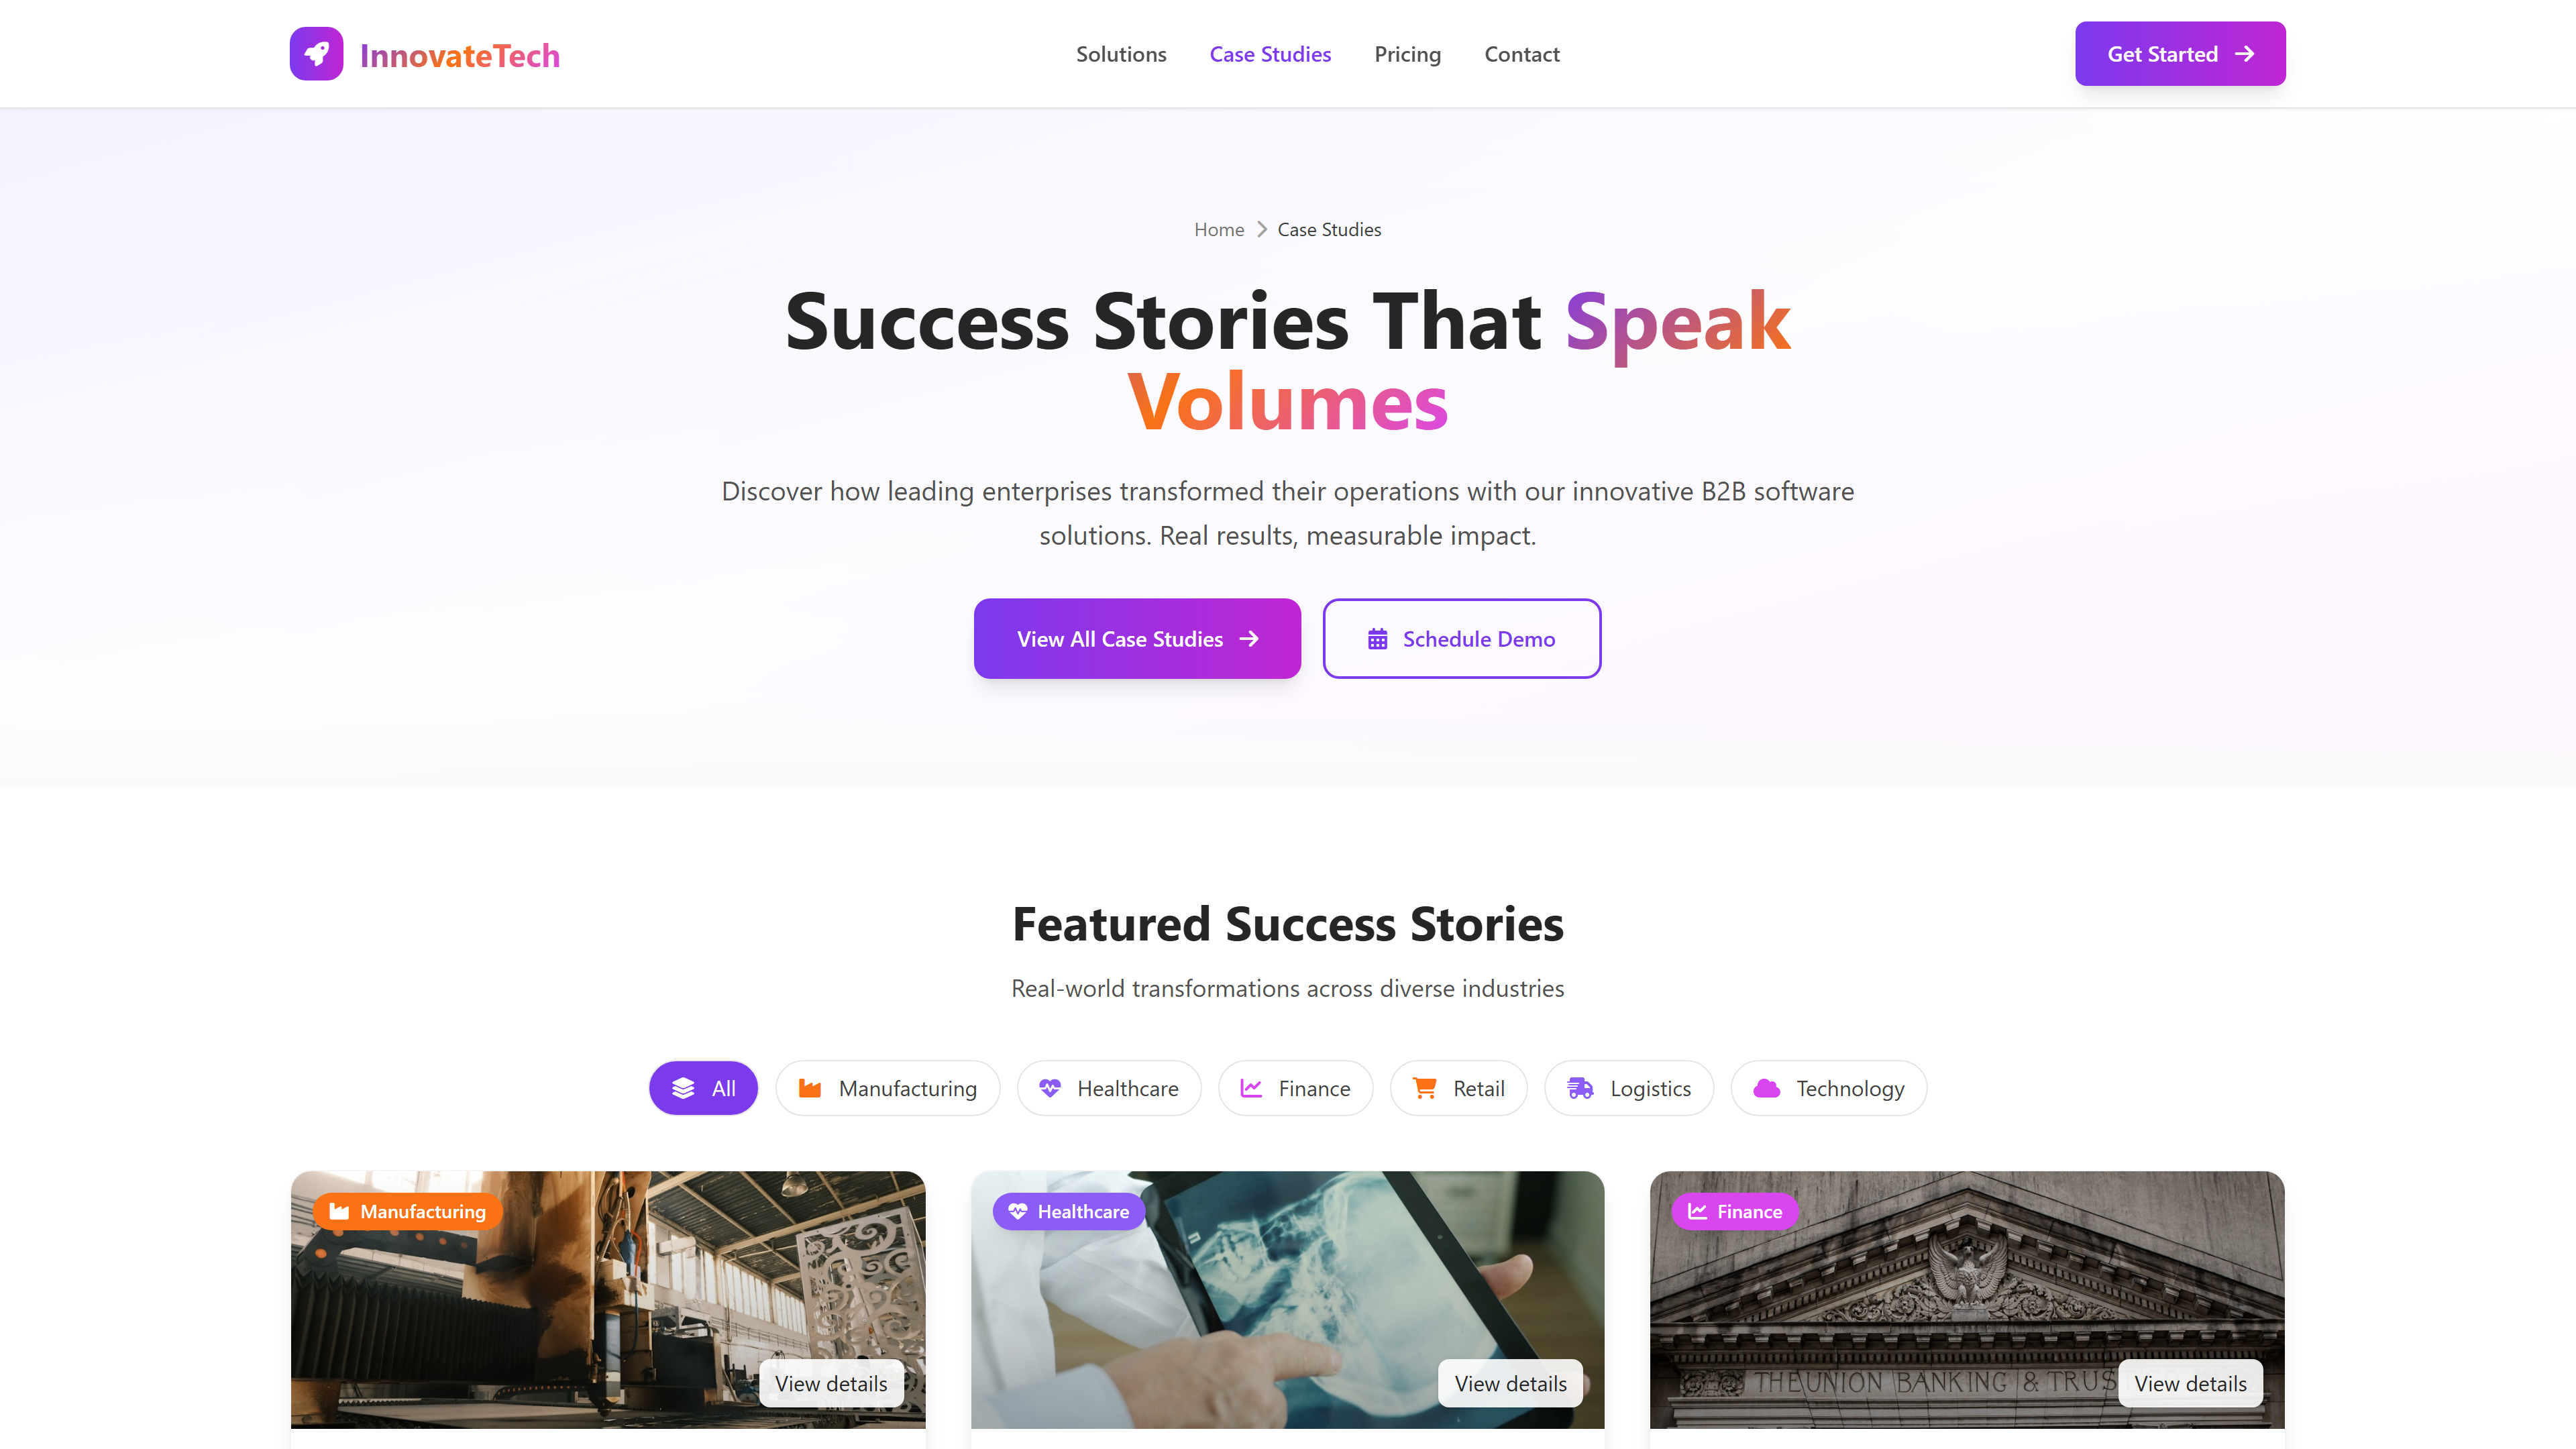 InnovateTech
Solutions
Case Studies
Pricing
Contact
Get Started
Home
Case Studies
Success Stories That Speak
Volumes
Discover how leading enterprises transformed their operations with our innovative B2B software
solutions. Real results, measurable impact.
View All Case Studies
Schedule Demo
Featured Success Stories
Real-world transformations across diverse industries
All
Manufacturing
Healthcare
Finance
Retail
Logistics
Technology
Manufacturing
View details
Healthcare
View details
Finance
THE UNION BANKING & TRUS
View details